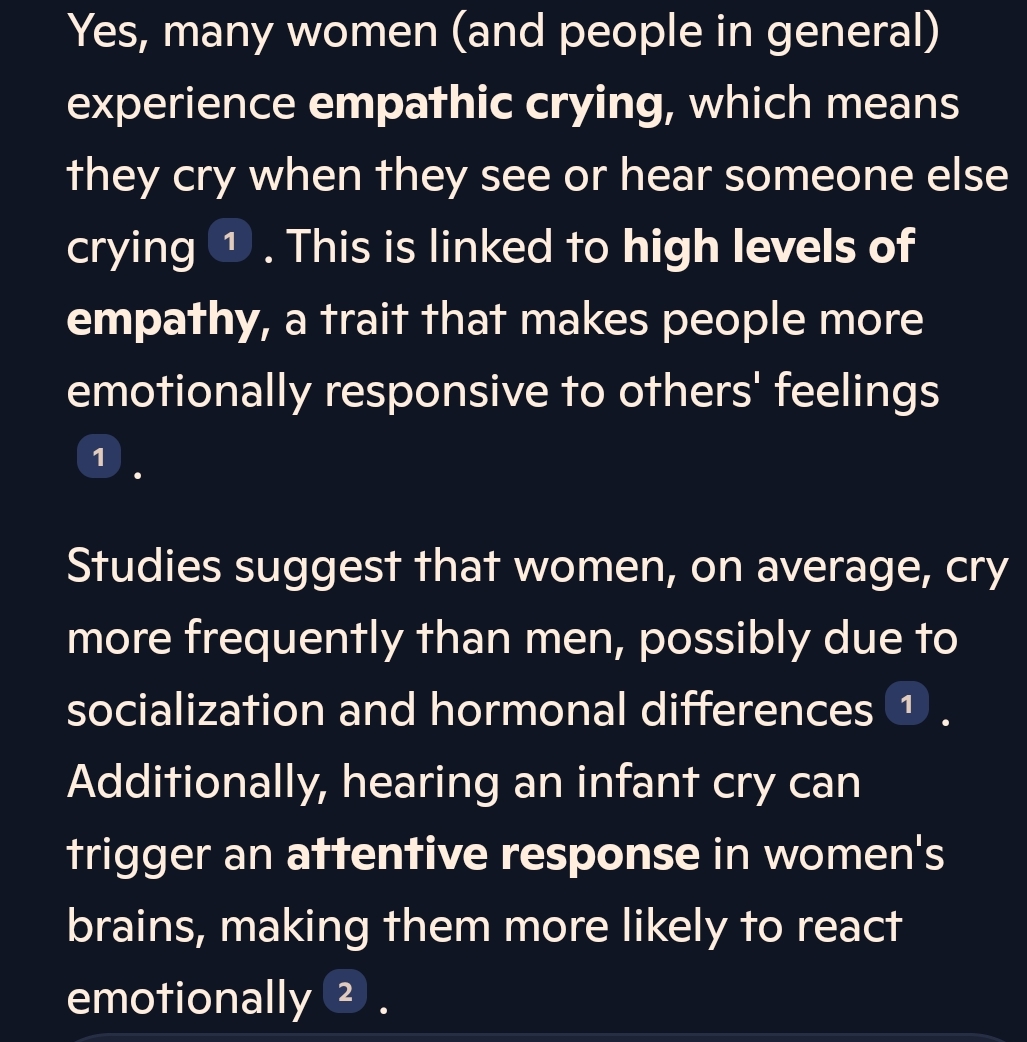 Yes, many women (and people in general)
experience empathic crying, which means
they cry when they see or hear someone else
crying 1 . This is linked to high levels of
empathy, a trait that makes people more
emotionally responsive to others' feelings
1 .
Studies suggest that women, on average, cry
more frequently than men, possibly due to
socialization and hormonal differences 1 .
Additionally, hearing an infant cry can
trigger an attentive response in women's
brains, making them more likely to react
emotionally 2 .